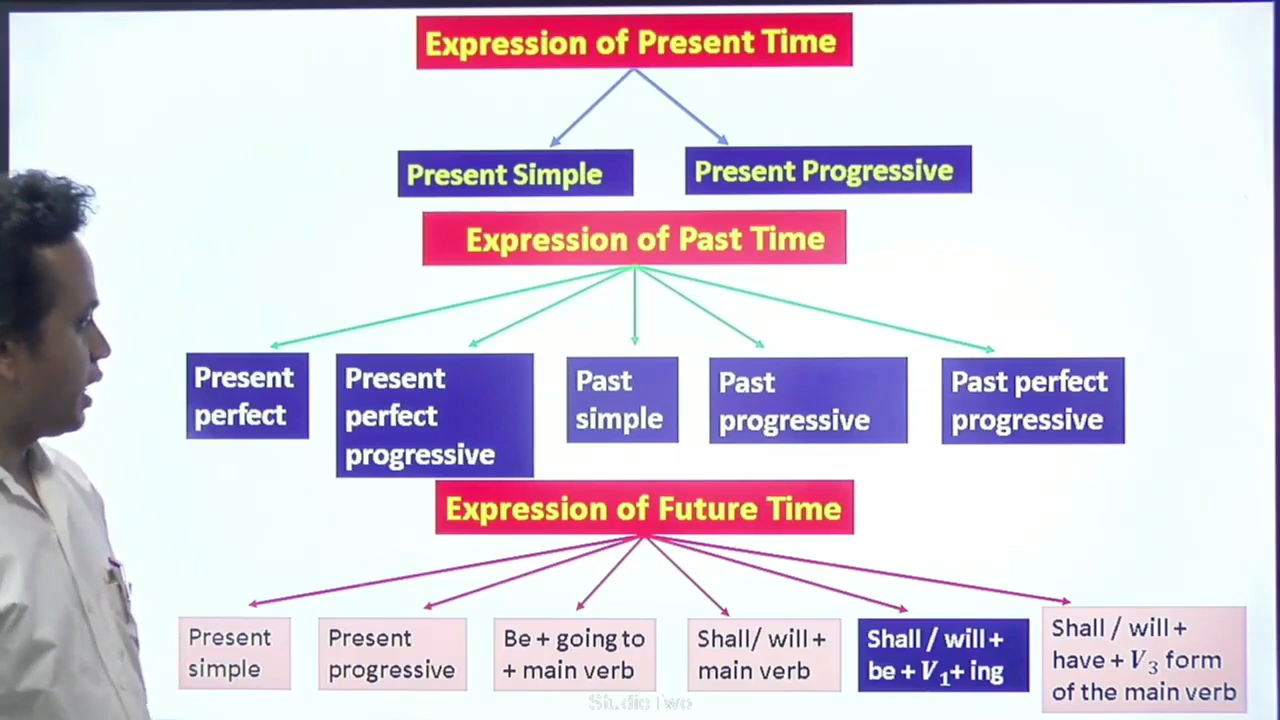 Expression of Present Time
Present Simple
Present Progressive
Expression of Past Time
Present
perfect
Present
perfect
progressive
Past
simple
Past
progressive
Past perfect
progressive
Expression of Future Time
Present
simple
Present
progressive
Be + going to
+ main verb
Shall/ will +
main verb
Shall / will +
be + V₁+ ing
Shall / will +
have + V₃ form
of the main verb